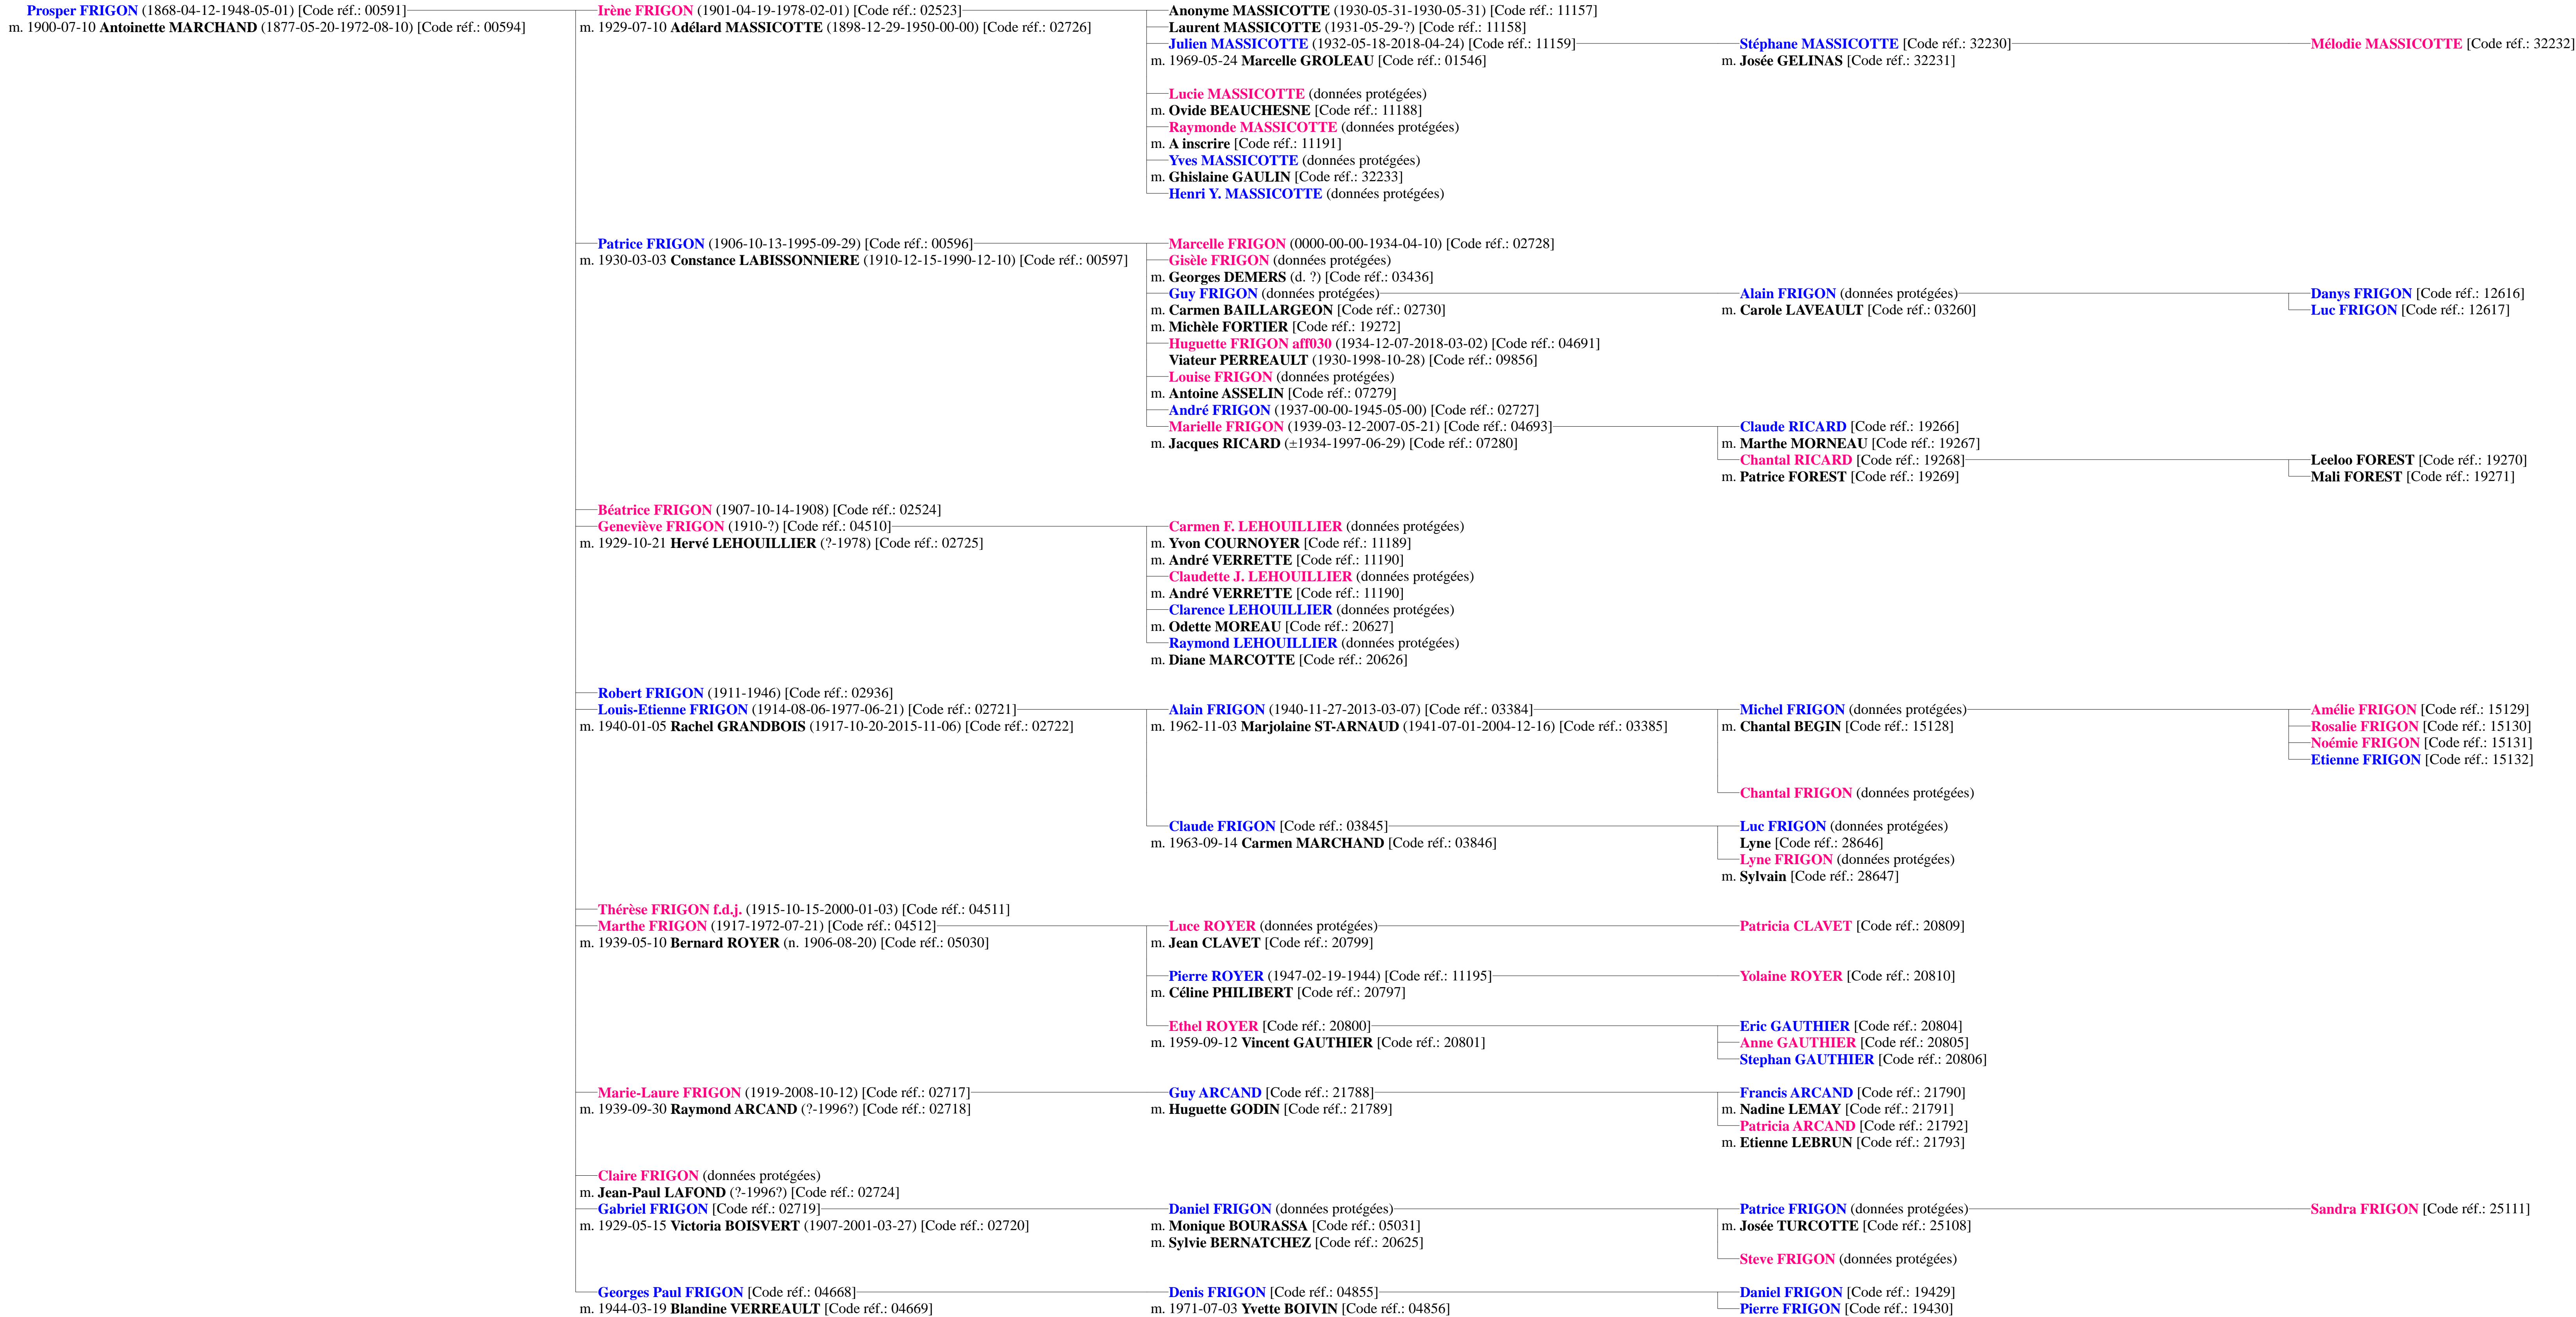 Prosper FRIGON (1868-04-12-1948-05-01) [Code réf.: 00591]
m. 1900-07-10 Antoinette MARCHAND (1877-05-20-1972-08-10) [Code réf.: 00594]
Irène FRIGON (1901-04-19-1978-02-01) [Code réf.: 02523]
m. 1929-07-10 Adélard MASSICOTTE (1898-12-29-1950-00-00) [Code réf.: 02726]
Anonyme MASSICOTTE (1930-05-31-1930-05-31) [Code réf.: 11157]
Laurent MASSICOTTE (1931-05-29-?) [Code réf.: 11158]
Julien MASSICOTTE (1932-05-18-2018-04-24) [Code réf.: 11159]
m. 1969-05-24 Marcelle GROLEAU [Code réf.: 01546]
Stéphane MASSICOTTE [Code réf.: 32230]
m. Josée GELINAS [Code réf.: 32231]
Mélodie MASSICOTTE [Code réf.: 32232]
Lucie MASSICOTTE (données protégées)
m. Ovide BEAUCHESNE [Code réf.: 11188]
Raymonde MASSICOTTE (données protégées)
m. A inscrire [Code réf.: 11191]
Yves MASSICOTTE (données protégées)
m. Ghislaine GAULIN [Code réf.: 32233]
Henri Y. MASSICOTTE (données protégées)
Patrice FRIGON (1906-10-13-1995-09-29) [Code réf.: 00596]
m. 1930-03-03 Constance LABISSONNIERE (1910-12-15-1990-12-10) [Code réf.: 00597]
Marcelle FRIGON (0000-00-00-1934-04-10) [Code réf.: 02728]
Gisèle FRIGON (données protégées)
m. Georges DEMERS (d. ?) [Code réf.: 03436]
Guy FRIGON (données protégées)
m. Carmen BAILLARGEON [Code réf.: 02730]
m. Michèle FORTIER [Code réf.: 19272]
Alain FRIGON (données protégées)
m. Carole LAVEAULT [Code réf.: 03260]
Danys FRIGON [Code réf.: 12616]
Luc FRIGON [Code réf.: 12617]
Huguette FRIGON aff030 (1934-12-07-2018-03-02) [Code réf.: 04691]
Viateur PERREAULT (1930-1998-10-28) [Code réf.: 09856]
Louise FRIGON (données protégées)
m. Antoine ASSELIN [Code réf.: 07279]
André FRIGON (1937-00-00-1945-05-00) [Code réf.: 02727]
Marielle FRIGON (1939-03-12-2007-05-21) [Code réf.: 04693]
m. Jacques RICARD (±1934-1997-06-29) [Code réf.: 07280]
Claude RICARD [Code réf.: 19266]
m. Marthe MORNEAU [Code réf.: 19267]
Chantal RICARD [Code réf.: 19268]
m. Patrice FOREST [Code réf.: 19269]
Leeloo FOREST [Code réf.: 19270]
Mali FOREST [Code réf.: 19271]
Béatrice FRIGON (1907-10-14-1908) [Code réf.: 02524]
Geneviève FRIGON (1910-?) [Code réf.: 04510]
m. 1929-10-21 Hervé LEHOUILLIER (?-1978) [Code réf.: 02725]
Carmen F. LEHOUILLIER (données protégées)
m. Yvon COURNOYER [Code réf.: 11189]
m. André VERRETTE [Code réf.: 11190]
Claudette J. LEHOUILLIER (données protégées)
m. André VERRETTE [Code réf.: 11190]
Clarence LEHOUILLIER (données protégées)
m. Odette MOREAU [Code réf.: 20627]
Raymond LEHOUILLIER (données protégées)
m. Diane MARCOTTE [Code réf.: 20626]
Robert FRIGON (1911-1946) [Code réf.: 02936]
Louis-Etienne FRIGON (1914-08-06-1977-06-21) [Code réf.: 02721]
m. 1940-01-05 Rachel GRANDBOIS (1917-10-20-2015-11-06) [Code réf.: 02722]
Alain FRIGON (1940-11-27-2013-03-07) [Code réf.: 03384]
m. 1962-11-03 Marjolaine ST-ARNAUD (1941-07-01-2004-12-16) [Code réf.: 03385]
Michel FRIGON (données protégées)
m. Chantal BEGIN [Code réf.: 15128]
Amélie FRIGON [Code réf.: 15129]
Rosalie FRIGON [Code réf.: 15130]
Noémie FRIGON [Code réf.: 15131]
Etienne FRIGON [Code réf.: 15132]
Chantal FRIGON (données protégées)
Claude FRIGON [Code réf.: 03845]
m. 1963-09-14 Carmen MARCHAND [Code réf.: 03846]
Luc FRIGON (données protégées)
Lyne [Code réf.: 28646]
Lyne FRIGON (données protégées)
m. Sylvain [Code réf.: 28647]
Thérèse FRIGON f.d.j. (1915-10-15-2000-01-03) [Code réf.: 04511]
Marthe FRIGON (1917-1972-07-21) [Code réf.: 04512]
m. 1939-05-10 Bernard ROYER (n. 1906-08-20) [Code réf.: 05030]
Luce ROYER (données protégées)
m. Jean CLAVET [Code réf.: 20799]
Patricia CLAVET [Code réf.: 20809]
Pierre ROYER (1947-02-19-1944) [Code réf.: 11195]
m. Céline PHILIBERT [Code réf.: 20797]
Yolaine ROYER [Code réf.: 20810]
Ethel ROYER [Code réf.: 20800]
m. 1959-09-12 Vincent GAUTHIER [Code réf.: 20801]
Eric GAUTHIER [Code réf.: 20804]
Anne GAUTHIER [Code réf.: 20805]
Stephan GAUTHIER [Code réf.: 20806]
Marie-Laure FRIGON (1919-2008-10-12) [Code réf.: 02717]
m. 1939-09-30 Raymond ARCAND (?-1996?) [Code réf.: 02718]
Guy ARCAND [Code réf.: 21788]
m. Huguette GODIN [Code réf.: 21789]
Francis ARCAND [Code réf.: 21790]
m. Nadine LEMAY [Code réf.: 21791]
Patricia ARCAND [Code réf.: 21792]
m. Etienne LEBRUN [Code réf.: 21793]
Claire FRIGON (données protégées)
m. Jean-Paul LAFOND (?-1996?) [Code réf.: 02724]
Gabriel FRIGON [Code réf.: 02719]
m. 1929-05-15 Victoria BOISVERT (1907-2001-03-27) [Code réf.: 02720]
Daniel FRIGON (données protégées)
m. Monique BOURASSA [Code réf.: 05031]
m. Sylvie BERNATCHEZ [Code réf.: 20625]
Patrice FRIGON (données protégées)
m. Josée TURCOTTE [Code réf.: 25108]
Sandra FRIGON [Code réf.: 25111]
Steve FRIGON (données protégées)
Georges Paul FRIGON [Code réf.: 04668]
m. 1944-03-19 Blandine VERREAULT [Code réf.: 04669]
Denis FRIGON [Code réf.: 04855]
m. 1971-07-03 Yvette BOIVIN [Code réf.: 04856]
Daniel FRIGON [Code réf.: 19429]
Pierre FRIGON [Code réf.: 19430]